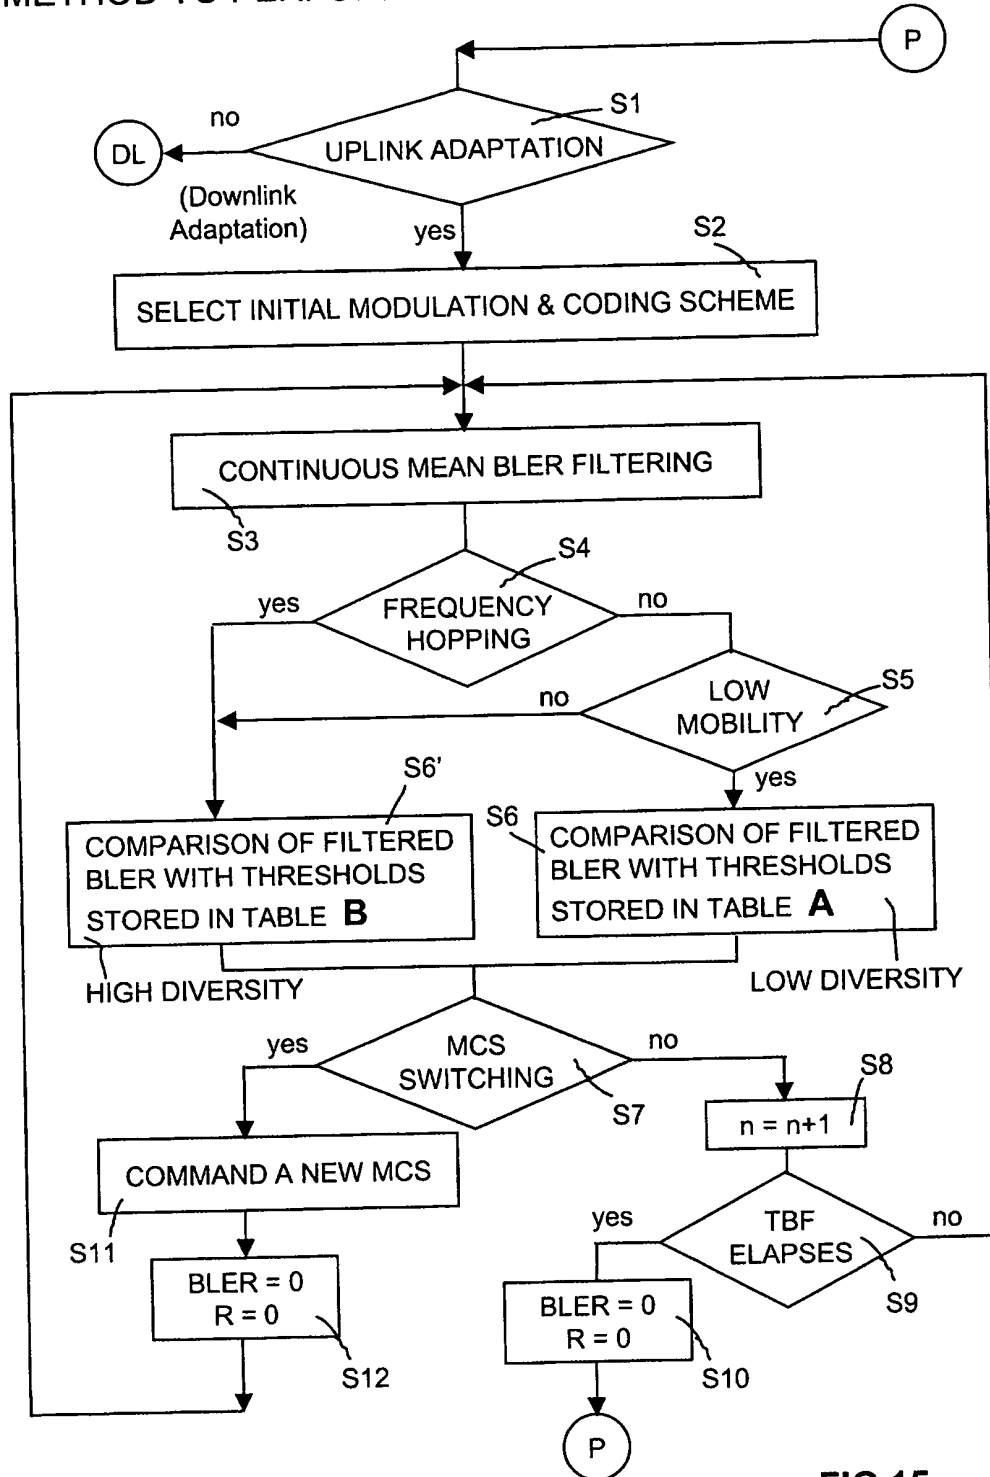 P
S1
no
DL
UPLINK ADAPTATION
(Downlink
Adaptation)
yes
S2
SELECT INITIAL MODULATION & CODING SCHEME
CONTINUOUS MEAN BLER FILTERING
S3
S4
yes
FREQUENCY
HOPPING
no
S5
LOW
MOBILITY
no
yes
S6'
COMPARISON OF FILTERED
BLER WITH THRESHOLDS
STORED IN TABLE B
HIGH DIVERSITY
S6
COMPARISON OF FILTERED
BLER WITH THRESHOLDS
STORED IN TABLE A
LOW DIVERSITY
yes
MCS
SWITCHING
no
S7
S8
n = n+1
COMMAND A NEW MCS
S11
yes
TBF
ELAPSES
no
S9
BLER = 0
R = 0
S12
BLER = 0
R = 0
S10
P